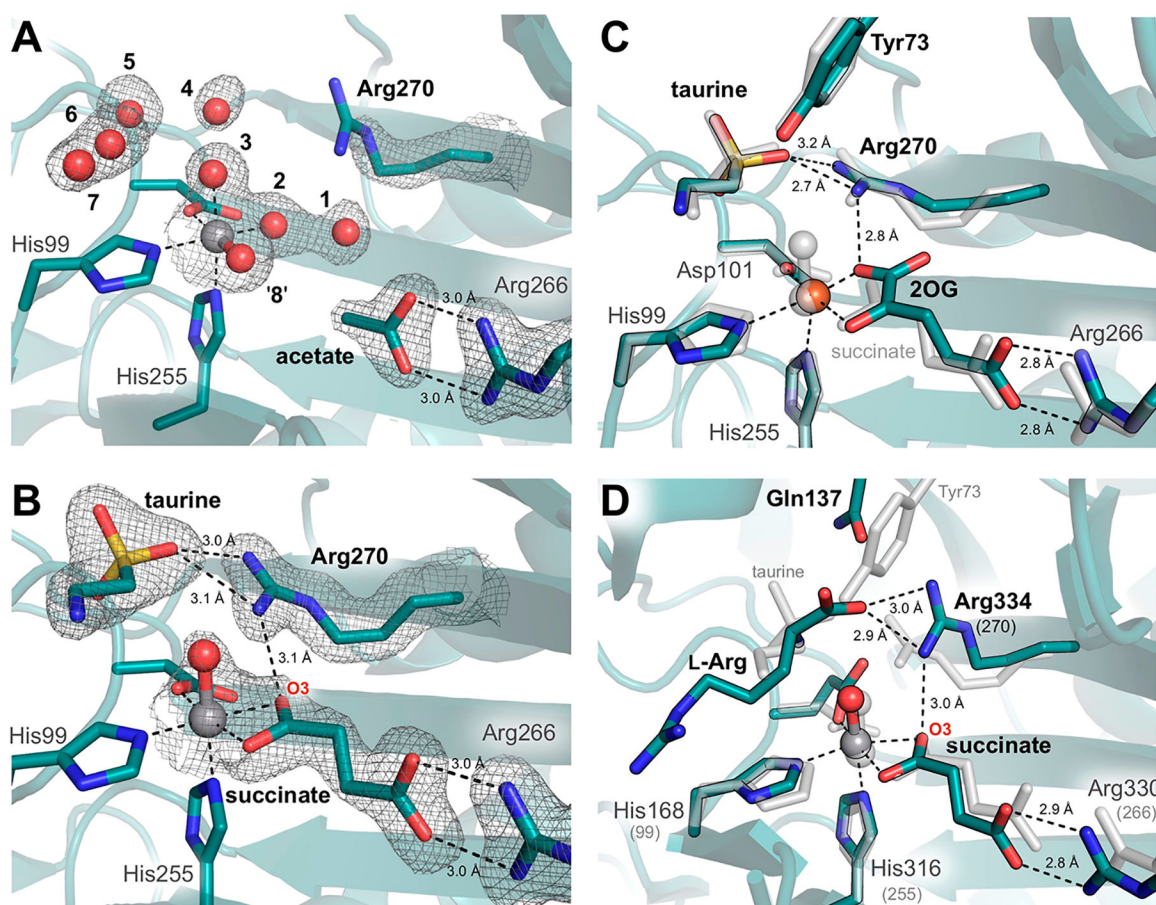 A
5
4
6
3
7
2
1
Arg270
His99
'8'
3.0 Å
Arg266
acetate
3.0 Å
His255
C
Tyr73
taurine
3.2 Å
Arg270
2.7 Å
2.8 Å
Asp101
2OG
His99
succinate
Arg266
2.8 Å
His255
2.8 Å
B
taurine
3.0 Å
Arg270
3.1 Å
3.1 Å
O3
His99
Arg266
3.0 Å
succinate
3.0 Å
His255
D
Gln137
Tyr73
taurine
3.0 Å
Arg334
(270)
2.9 Å
L-Arg
3.0 Å
O3
succinate
Arg330
(266)
His168
(99)
2.9 Å
His316
(255)
2.8 Å